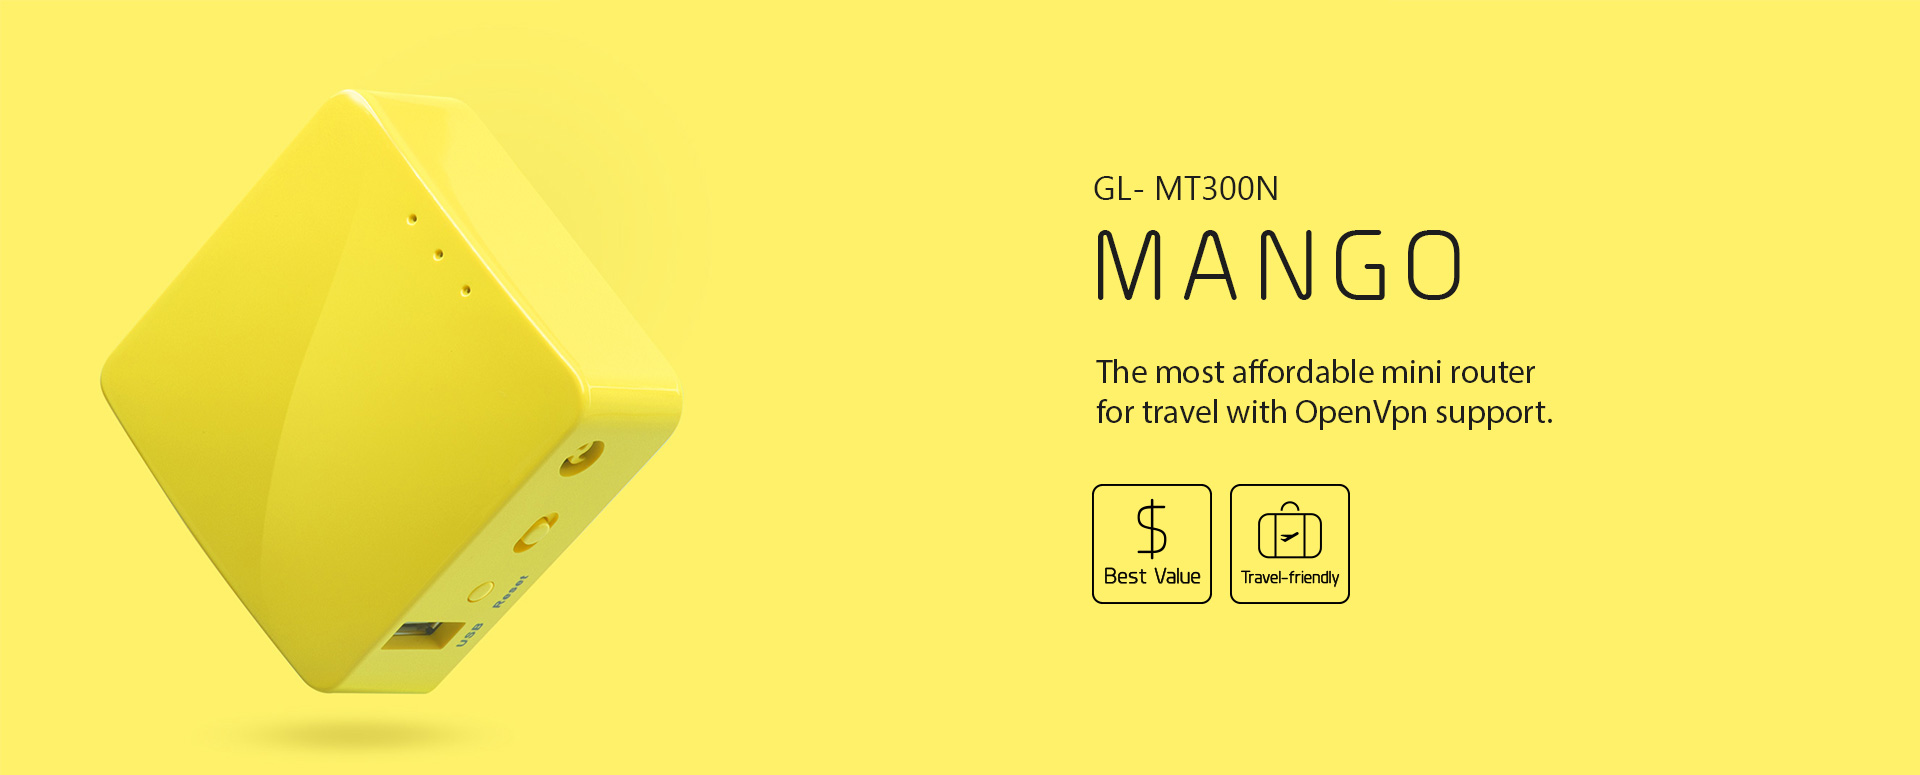 GL- MT300N
MANGO
The most affordable mini router
for travel with OpenVpn support.
Best Value
Travel-friendly
Reset
USB